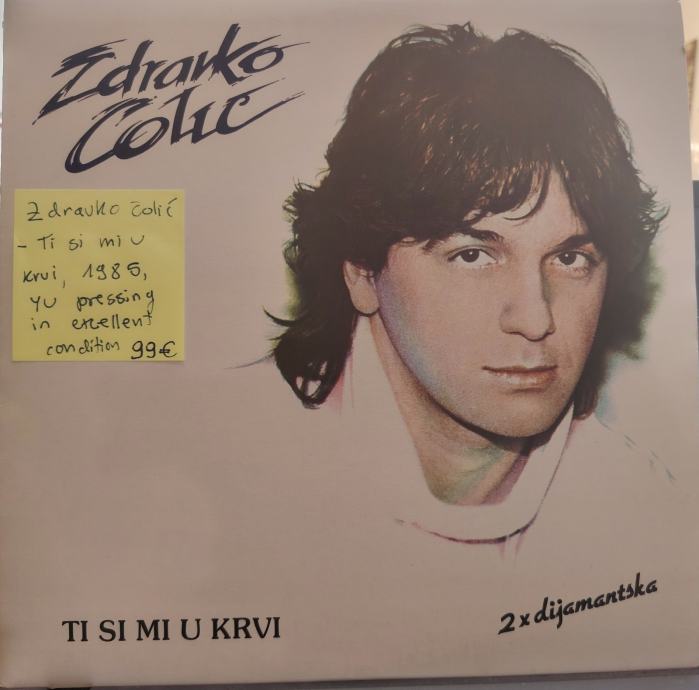 Zdravko
Čolić
Zdravko Čolić
- Ti si mi u
krvi, 1985,
YU pressing
in excellent
condition 99€
TI SI MI U KRVI
2 x dijamantska